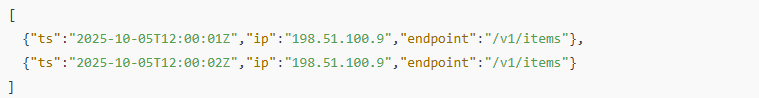 [
  {"ts":"2025-10-05T12:00:01Z","ip":"198.51.100.9","endpoint":"/v1/items"},
  {"ts":"2025-10-05T12:00:02Z","ip":"198.51.100.9","endpoint":"/v1/items"}
]